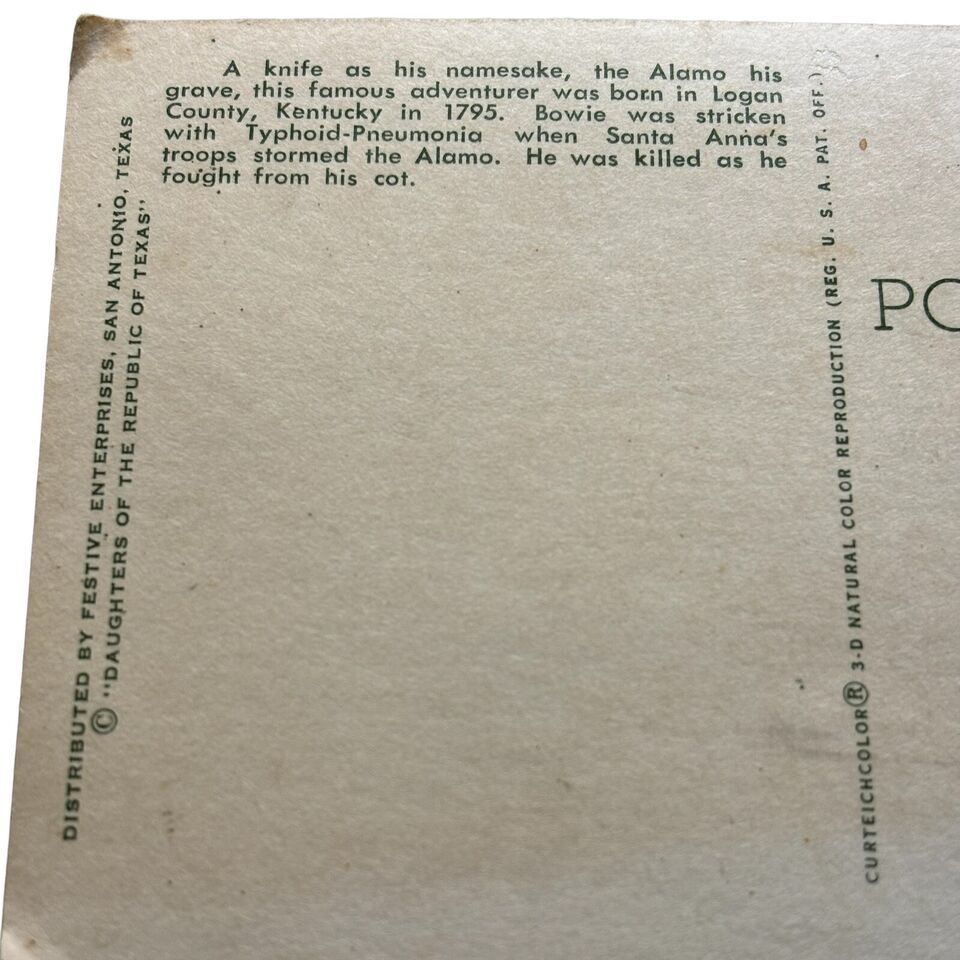 A knife as his namesake, the Alamo his
grave, this famous adventurer was born in Logan
County, Kentucky in 1795. Bowie was stricken
with Typhoid-Pneumonia when Santa Anna's
troops stormed the Alamo. He was killed as he
fought from his cot.
DISTRIBUTED BY FESTIVE ENTERPRISES, SAN ANTONIO, TEXAS
© "DAUGHTERS OF THE REPUBLIC OF TEXAS"
CURTEICHCOLOR® 3-D NATURAL COLOR REPRODUCTION (REG. U. S. A. PAT. OFF.)
PO